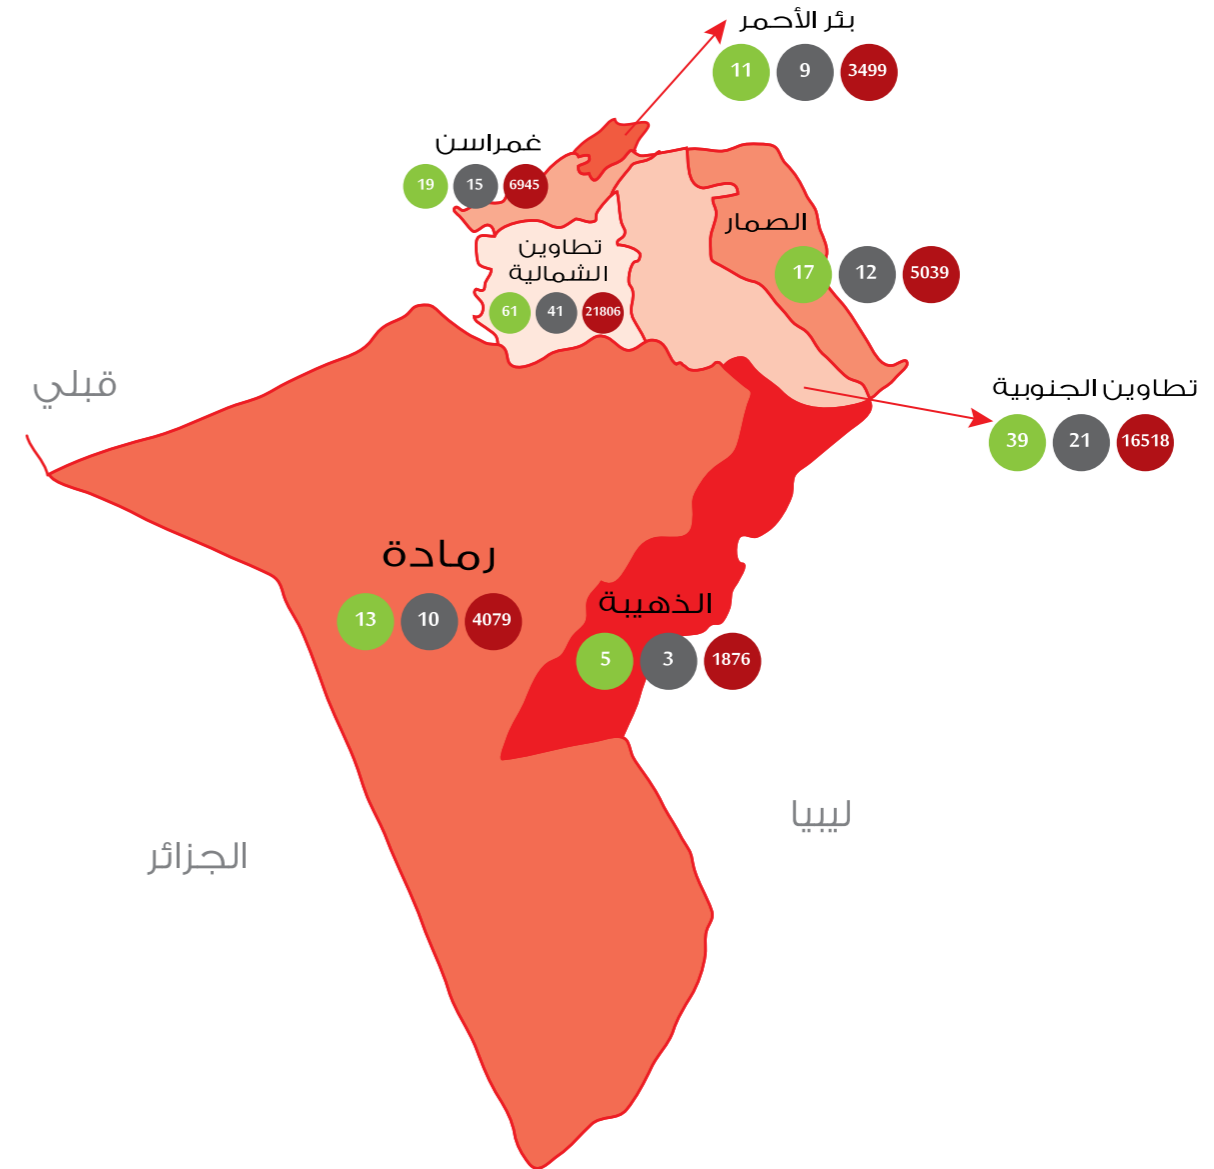 بئر الأحمر
11 9 3499
غمراسن
19 15 6945
الصمار
17 12 5039
تطاوين
الشمالية
61 41 21806
قبلي
تطاوين الجنوبية
39 21 16518
رمادة
13 10 4079
الذهيبة
5 3 1876
ليبيا
الجزائر